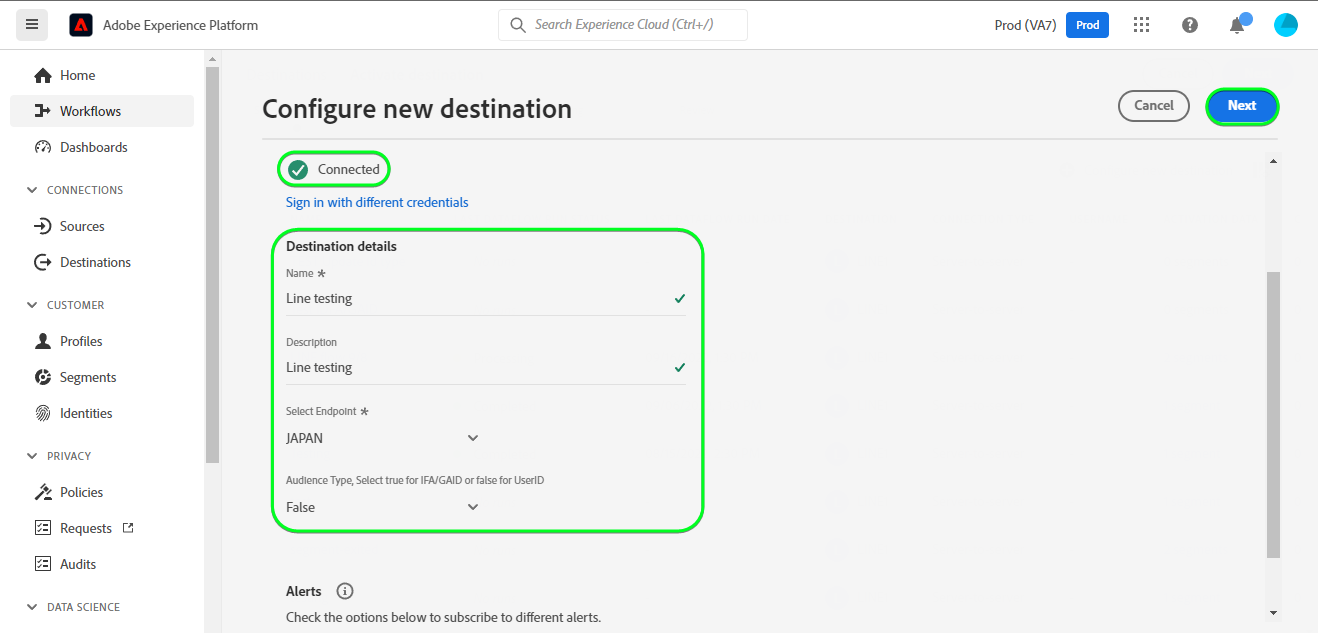 Adobe Experience Platform
Search Experience Cloud (Ctrl+/)
Prod (VA7)
Prod
Home
Workflows
Dashboards
CONNECTIONS
Sources
Destinations
CUSTOMER
Profiles
Segments
Identities
PRIVACY
Policies
Requests
Audits
DATA SCIENCE
Configure new destination
Cancel
Next
Connected
Sign in with different credentials
Destination details
Name *
Line testing
Description
Line testing
Select Endpoint *
JAPAN
Audience Type, Select true for IFA/GAID or false for UserID
False
Alerts
Check the options below to subscribe to different alerts.